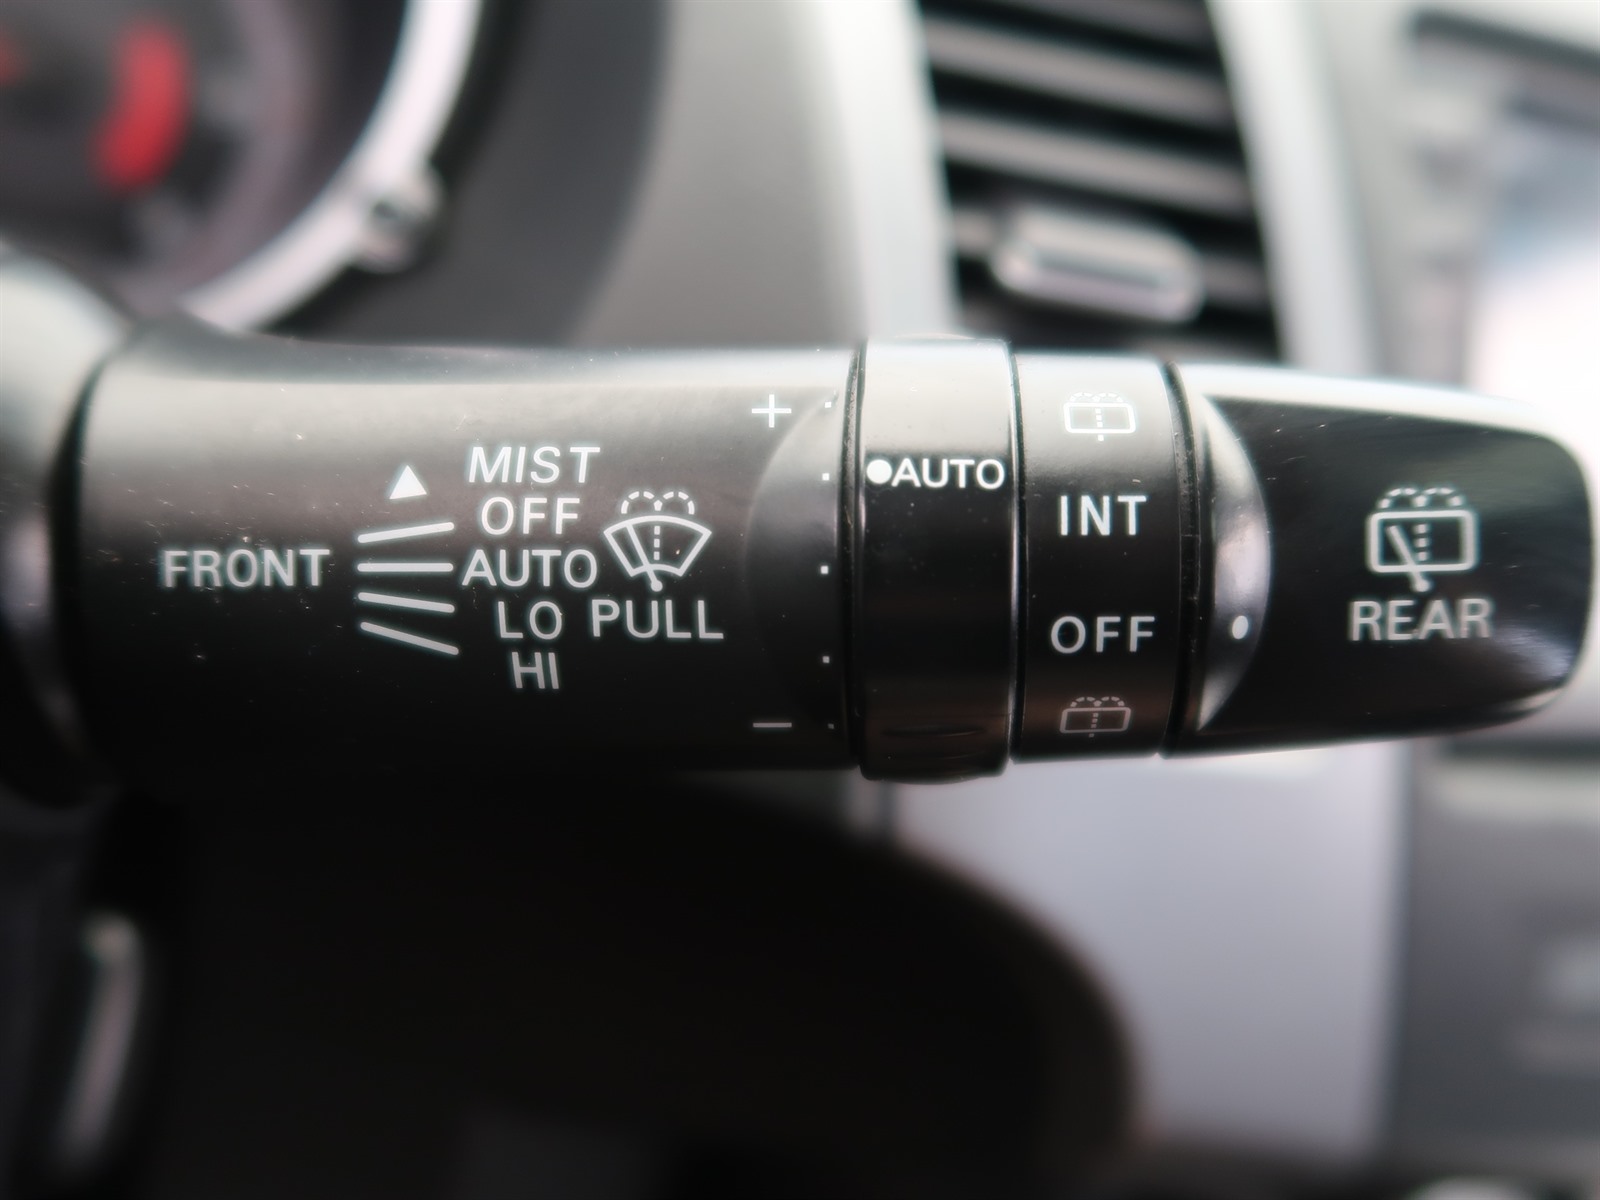 FRONT
MIST
OFF
AUTO
LO
HI
PULL
+
−
●AUTO
INT
OFF
REAR